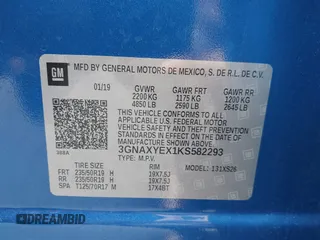 GM
MFD BY GENERAL MOTORS DE MEXICO, S. DE R.L. DE C.V.
01/19
GVWR GAWR FRT GAWR RR
2200 KG 1175 KG 1200 KG
4850 LB 2590 LB 2645 LB
THIS VEHICLE CONFORMS TO ALL APPLICABLE
U.S. FEDERAL MOTOR VEHICLE SAFETY, BUMPER,
AND THEFT PREVENTION STANDARDS IN
EFFECT ON THE DATE OF MANUFACTURE
SHOWN ABOVE.
3GNAXYEX1KS582293
TYPE: M.P.V. MODEL: 1XS26
TIRE SIZE RIM
FRT 235/50R19 H 19X7.5J
RR 235/50R19 H 19X7.5J
SPA T125/70R17 M 17X4BT
DREAMBID